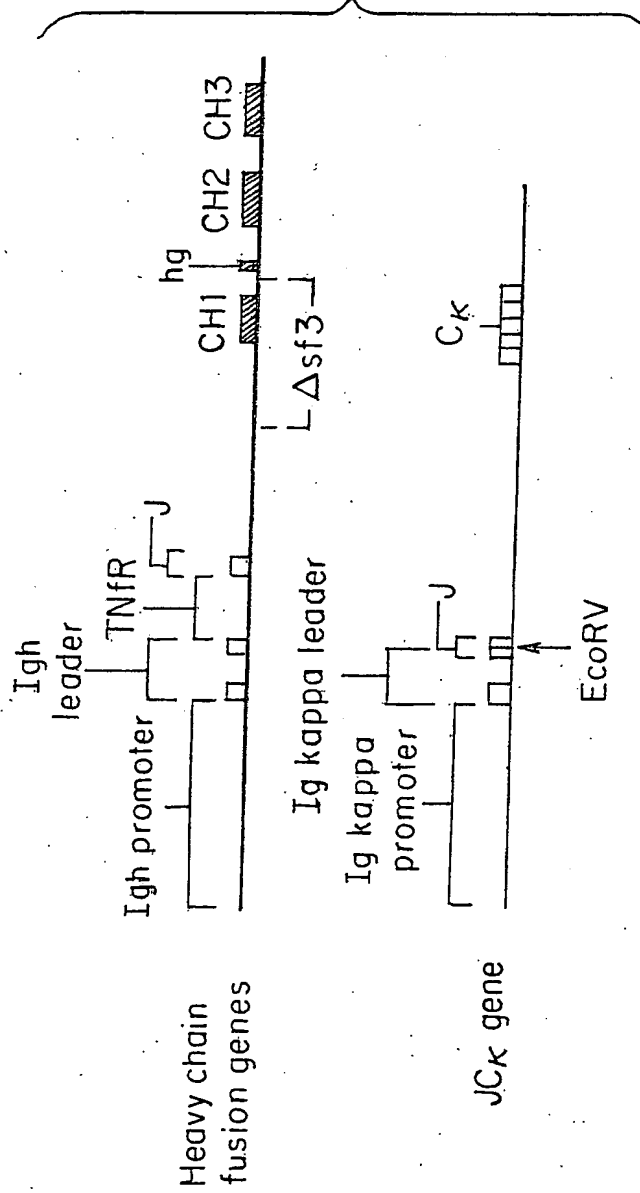 Heavy chain
fusion genes
Igh promoter
Igh
leader
TNfR
J
CH1
hg
CH2
CH3
Δsf3
JCκ gene
Ig kappa
promoter
Ig kappa leader
J
EcoRV
Cκ